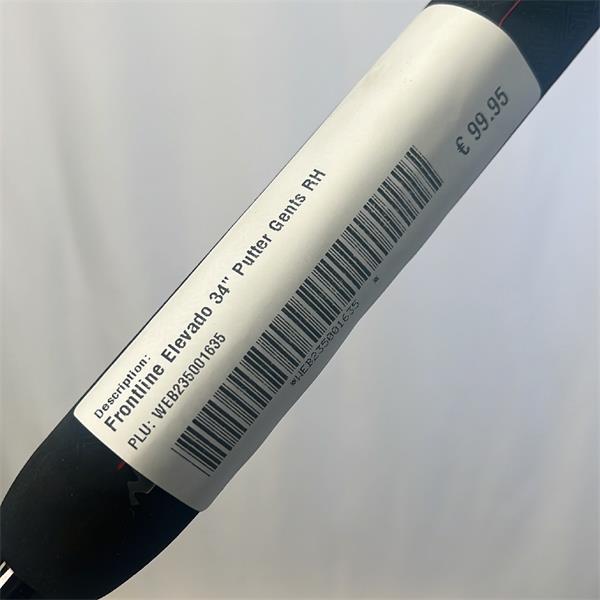 Description:
Frontline Elevado 34" Putter Gents RH
PLU: WEB235001635
*WEB235001635 *
€ 99.95